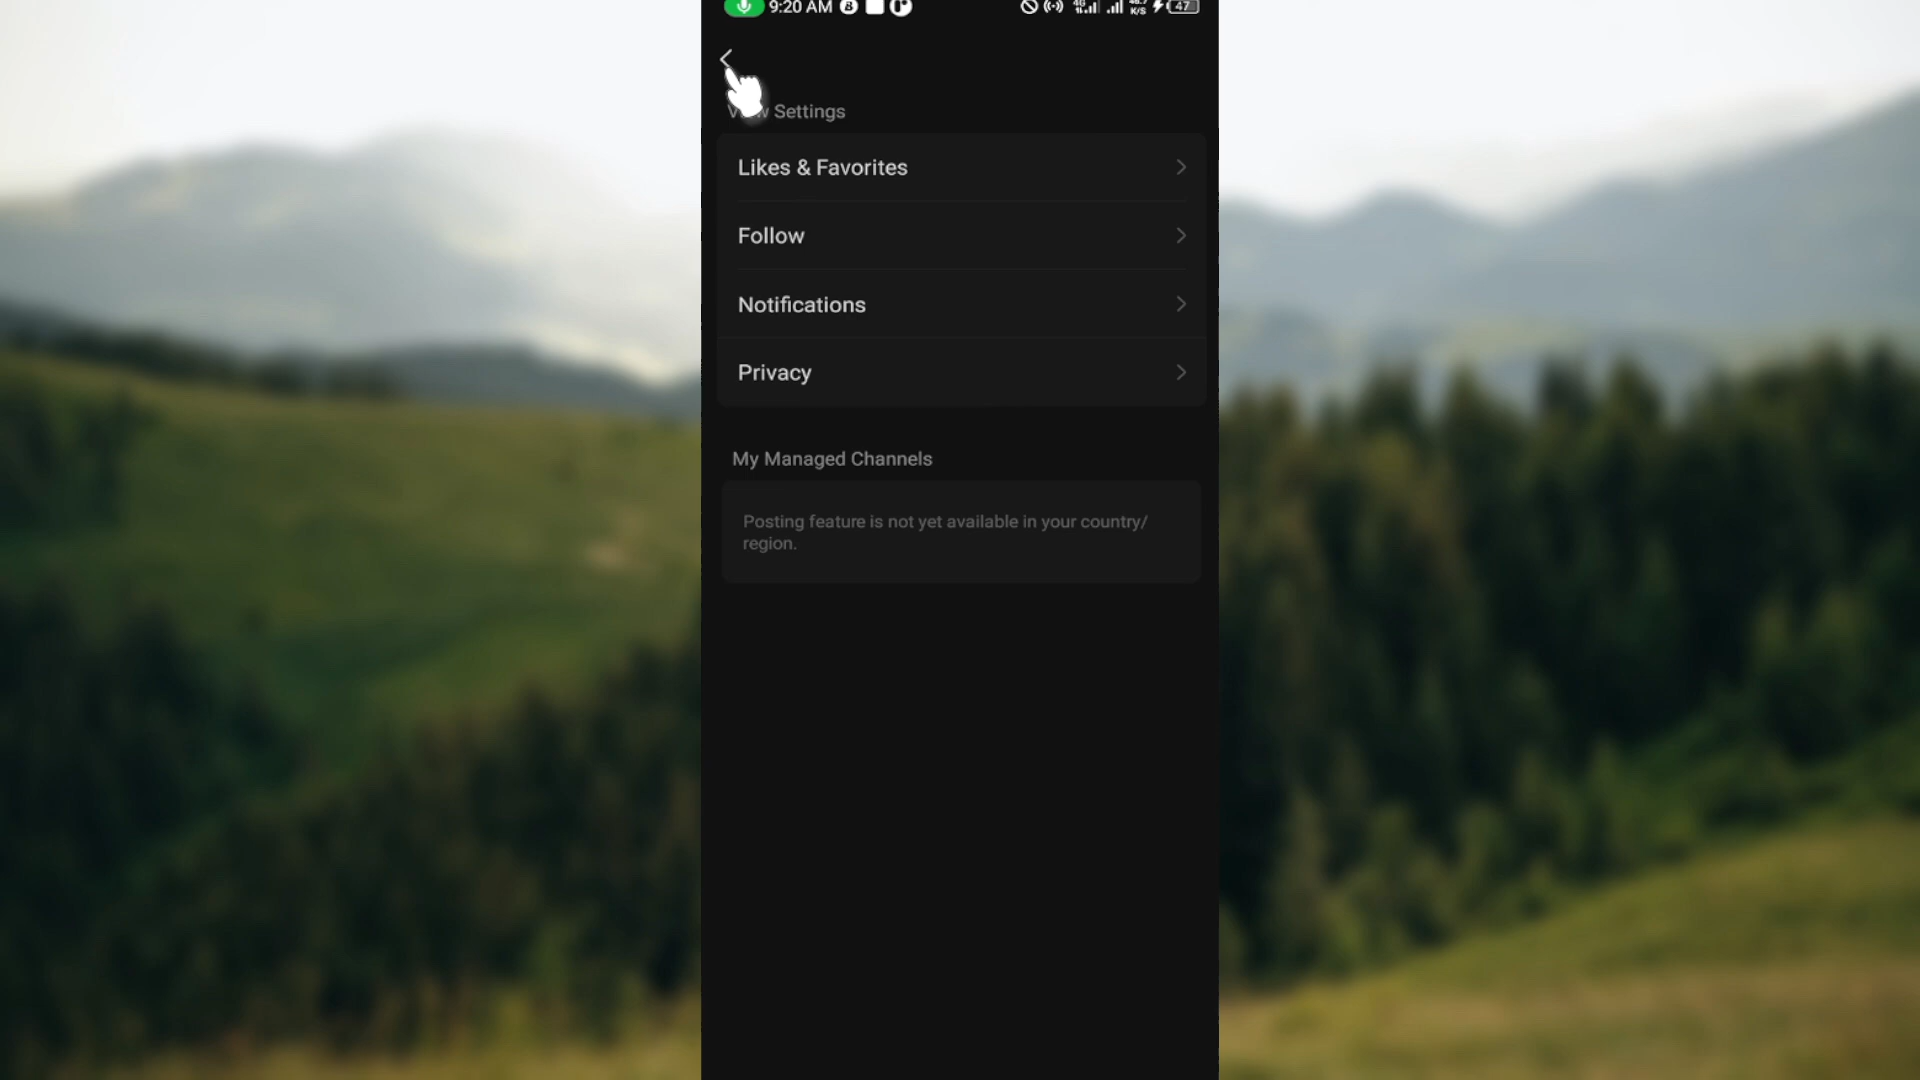 9:20 AM
47
Settings
Likes & Favorites
Follow
Notifications
Privacy
My Managed Channels
Posting feature is not yet available in your country/
region.